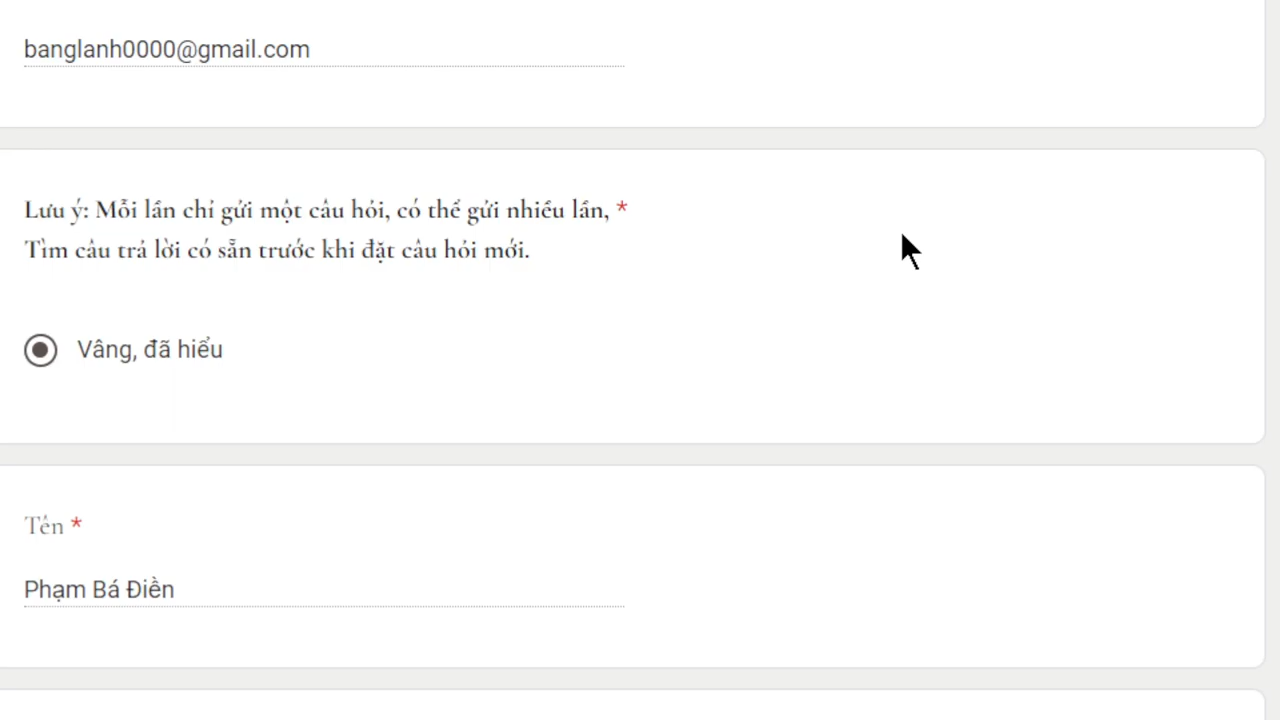 banglanh0000@gmail.com
Lưu ý: Mỗi lần chỉ gửi một câu hỏi, có thể gửi nhiều lần, *
Tìm câu trả lời có sẵn trước khi đặt câu hỏi mới.
Vâng, đã hiểu
Tên *
Phạm Bá Điền